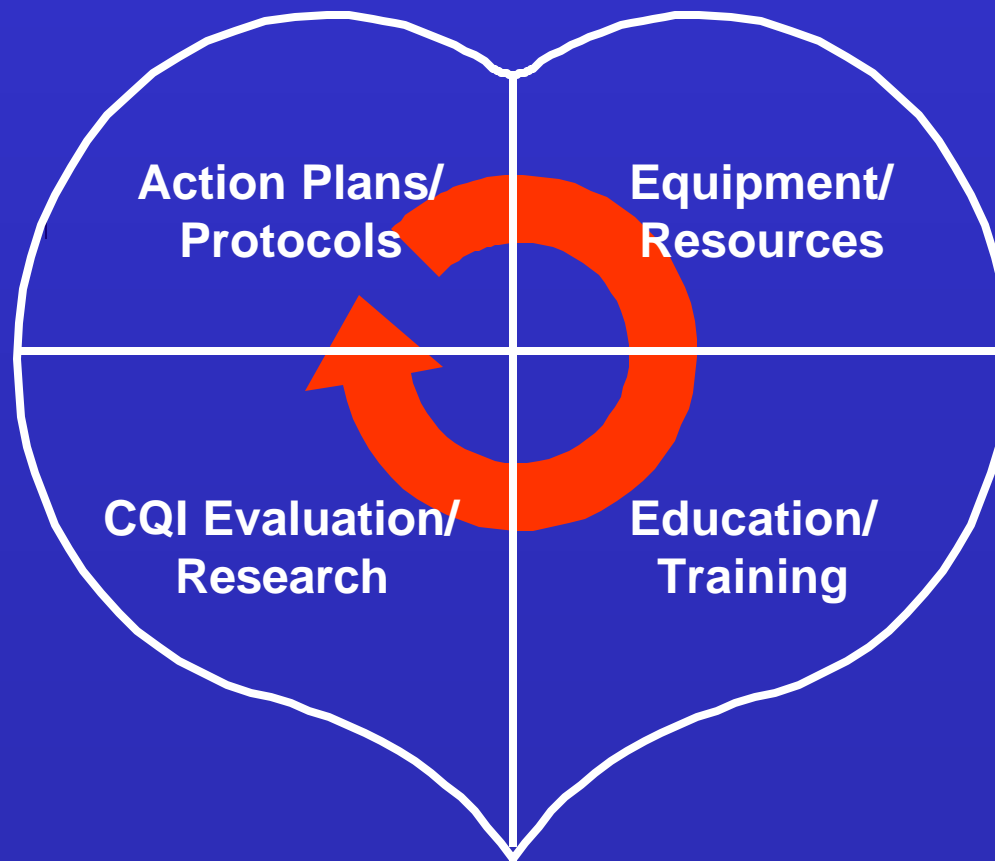 Action Plans/
Protocols
Equipment/
Resources
CQI Evaluation/
Research
Education/
Training